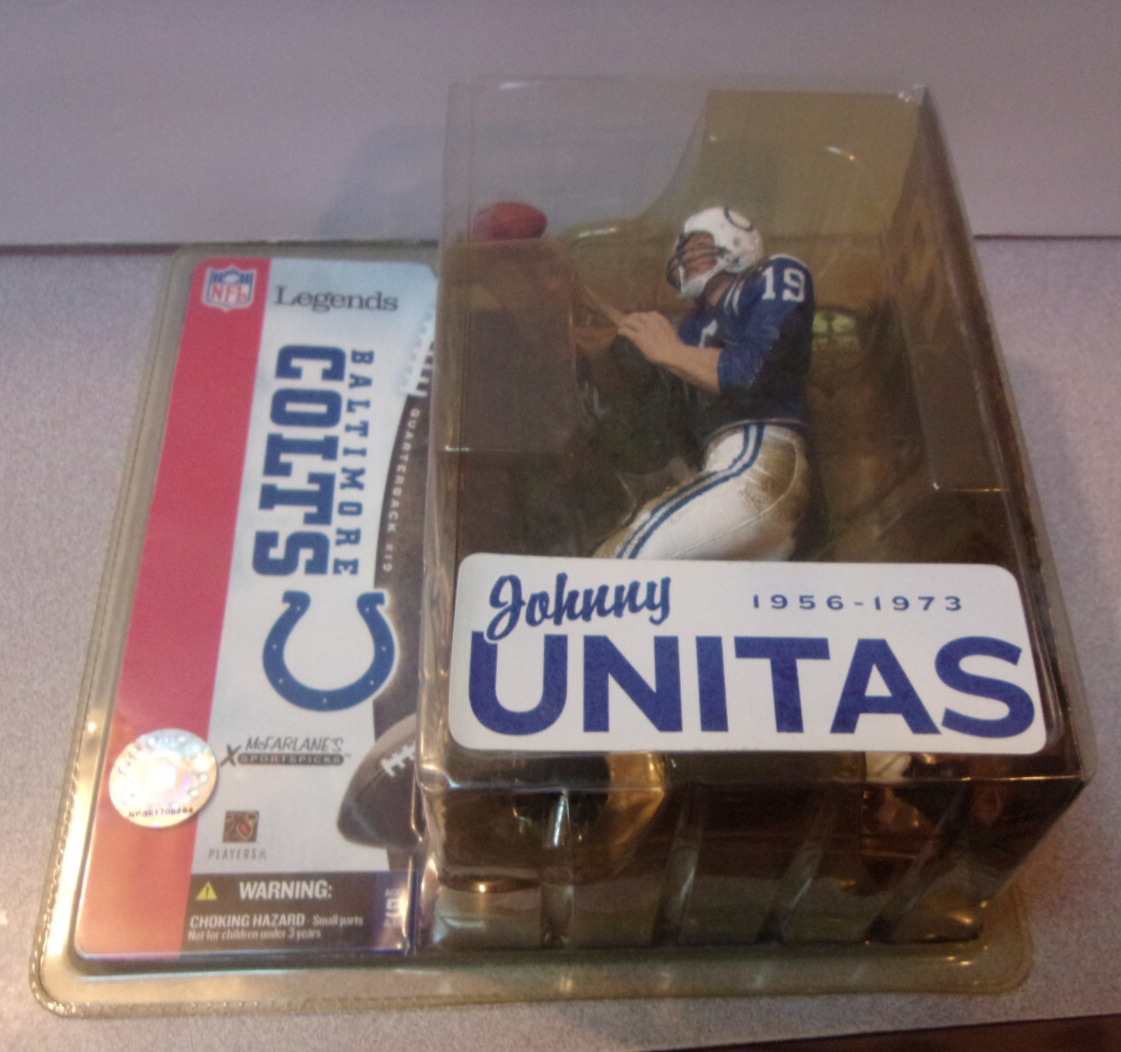 NFL
Legends
BALTIMORE
COLTS
QUARTERBACK #19
19
Johnny
1956-1973
UNITAS
McFARLANE'S
SPORTSPICKS
PLAYERS
WARNING:
CHOKING HAZARD - Small parts
Not for children under 3 years